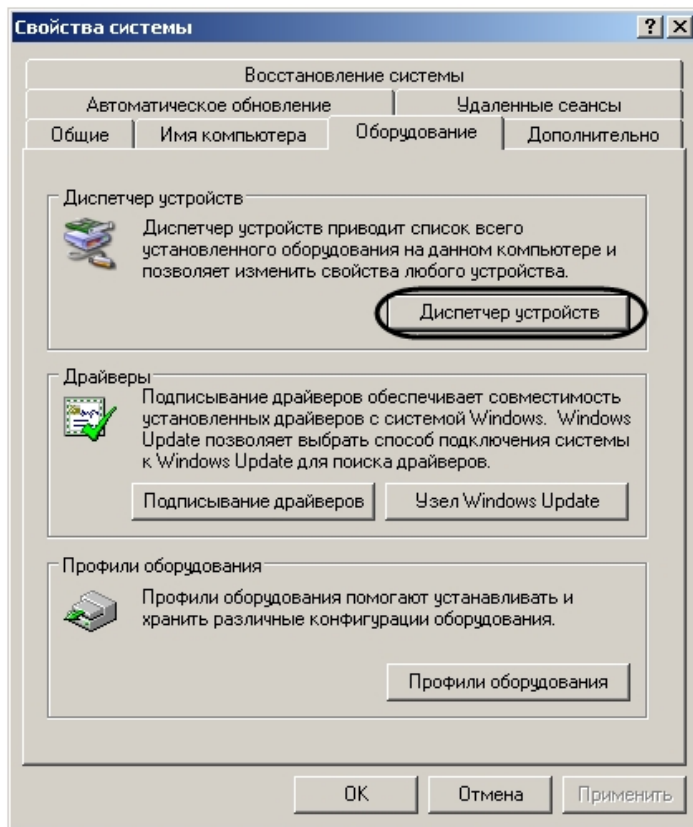 Свойства системы
Восстановление системы
Автоматическое обновление
Удаленные сеансы
Общие
Имя компьютера
Оборудование
Дополнительно
Диспетчер устройств
Диспетчер устройств приводит список всего
установленного оборудования на данном компьютере и
позволяет изменить свойства любого устройства.
Диспетчер устройств
Драйверы
Подписывание драйверов обеспечивает совместимость
установленных драйверов с системой Windows. Windows
Update позволяет выбрать способ подключения системы
к Windows Update для поиска драйверов.
Подписывание драйверов
Узел Windows Update
Профили оборудования
Профили оборудования помогают устанавливать и
хранить различные конфигурации оборудования.
Профили оборудования
OK
Отмена
Применить